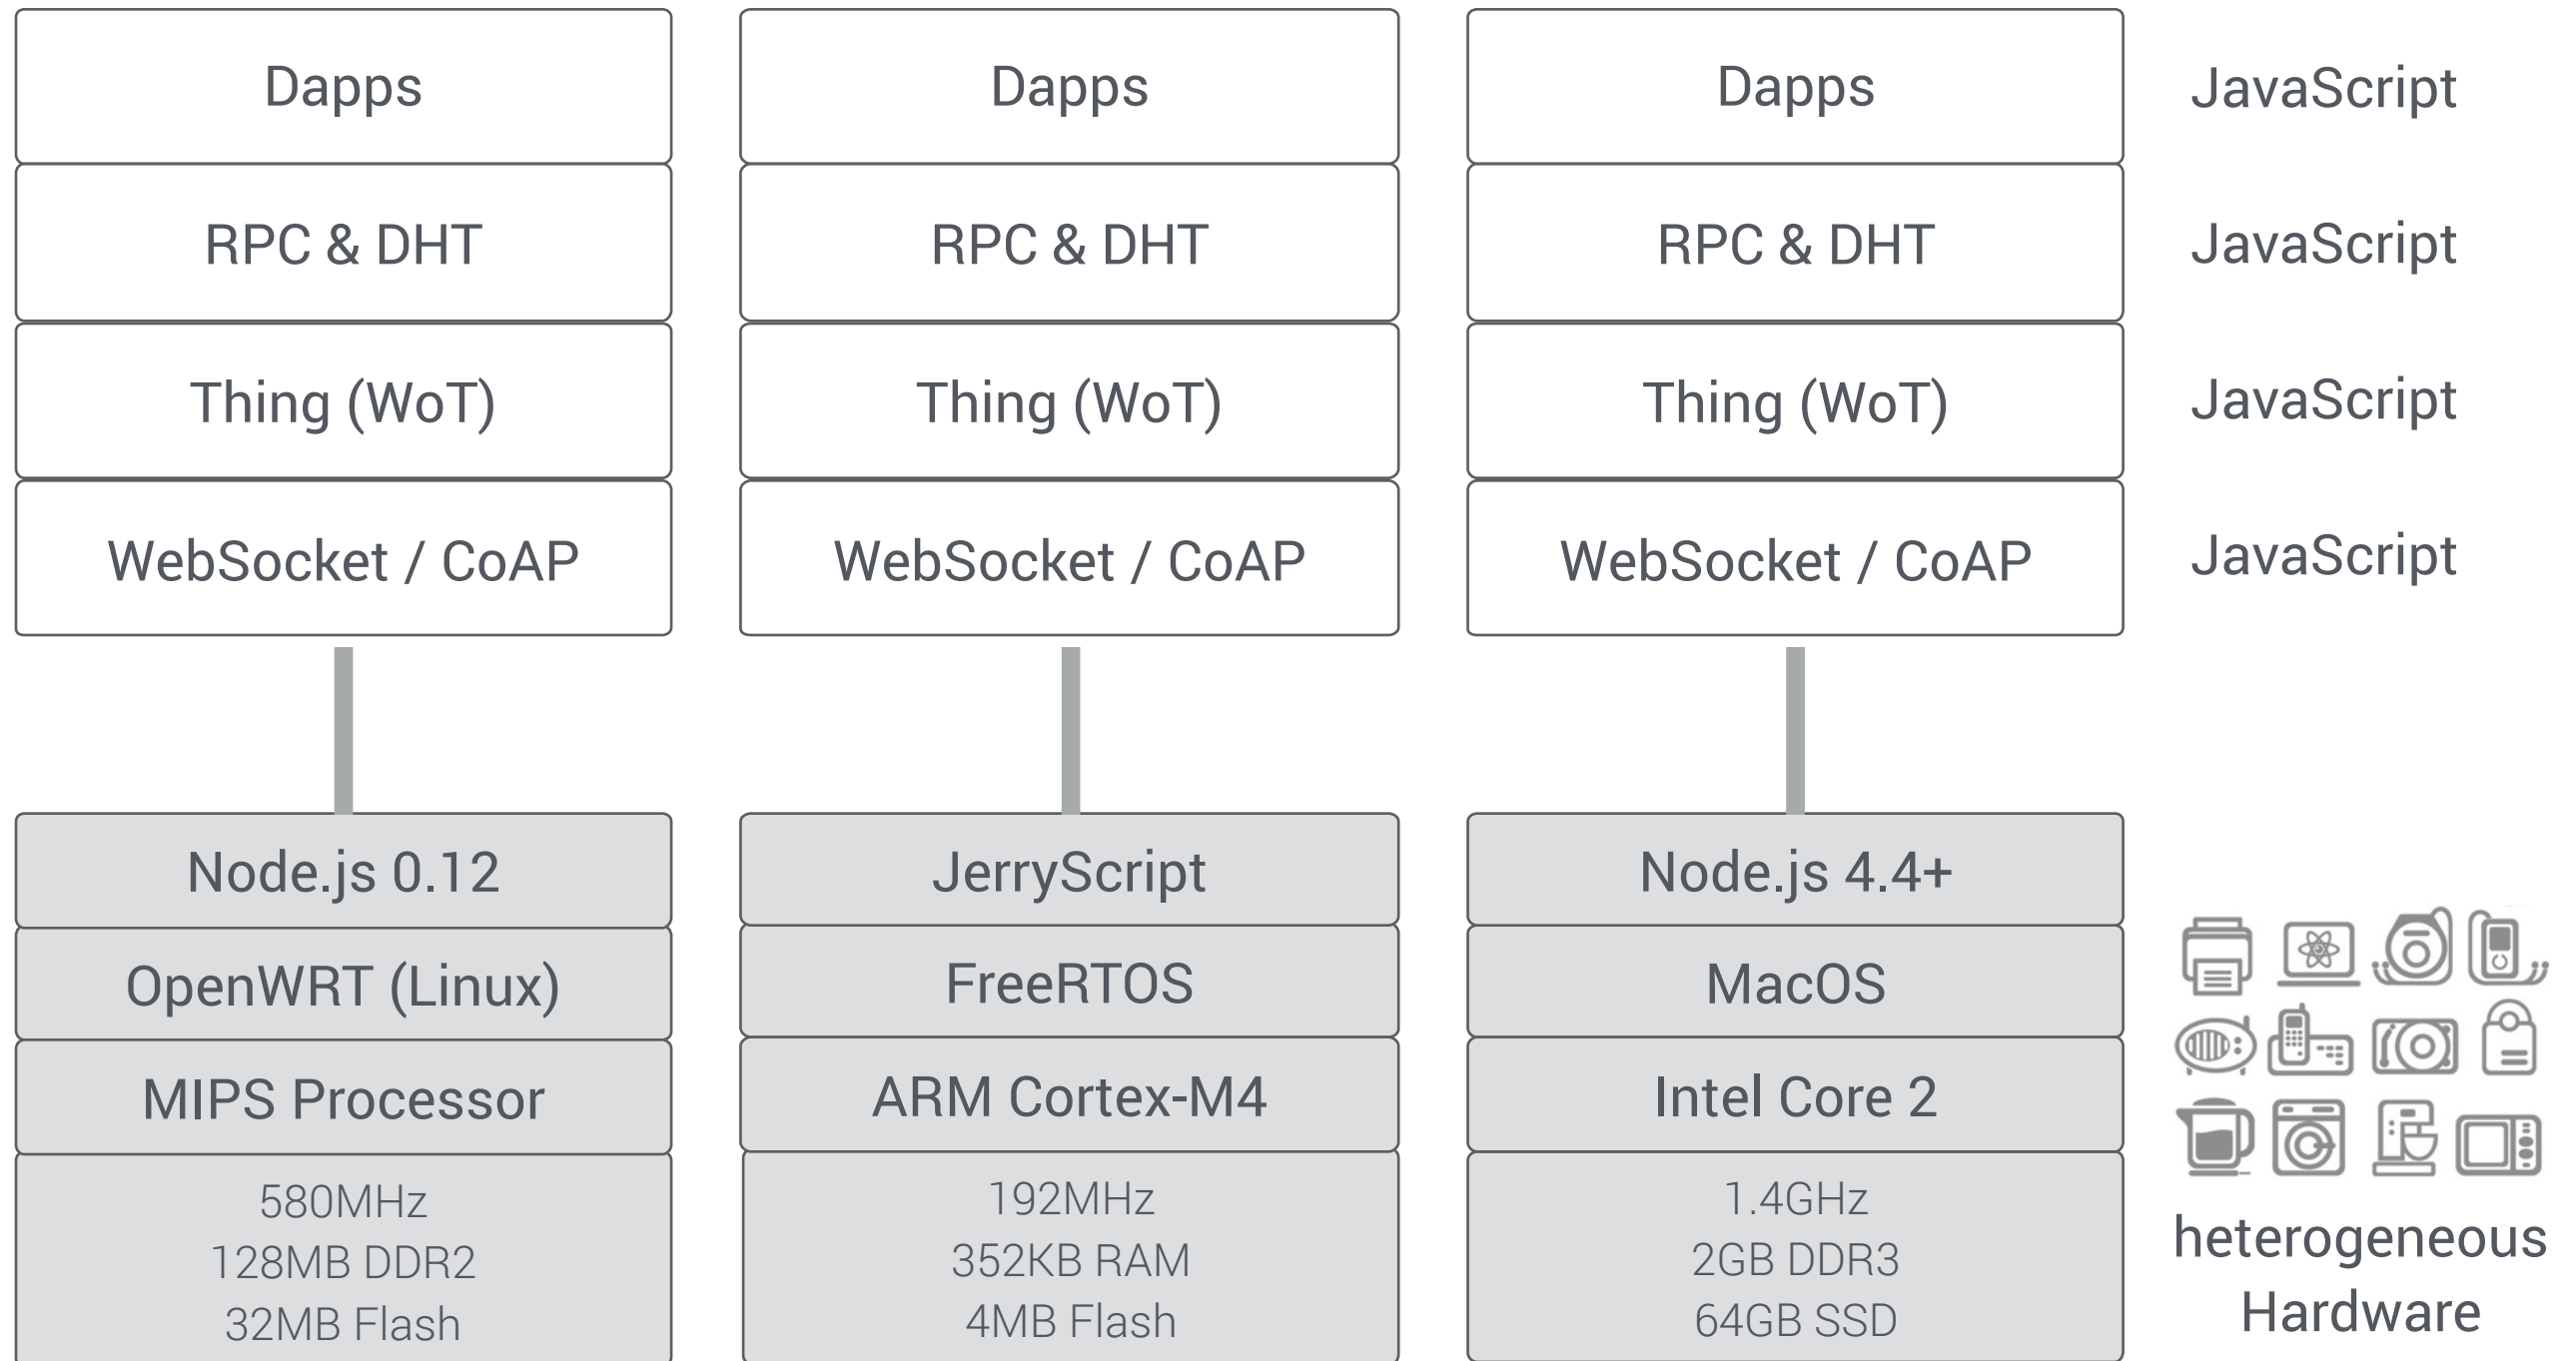 Dapps
Dapps
Dapps
JavaScript
RPC & DHT
RPC & DHT
RPC & DHT
JavaScript
Thing (WoT)
Thing (WoT)
Thing (WoT)
JavaScript
WebSocket / CoAP
WebSocket / CoAP
WebSocket / CoAP
JavaScript
Node.js 0.12
JerryScript
Node.js 4.4+
OpenWRT (Linux)
FreeRTOS
MacOS
MIPS Processor
ARM Cortex-M4
Intel Core 2
580MHz
128MB DDR2
32MB Flash
192MHz
352KB RAM
4MB Flash
1.4GHz
2GB DDR3
64GB SSD
heterogeneous
Hardware